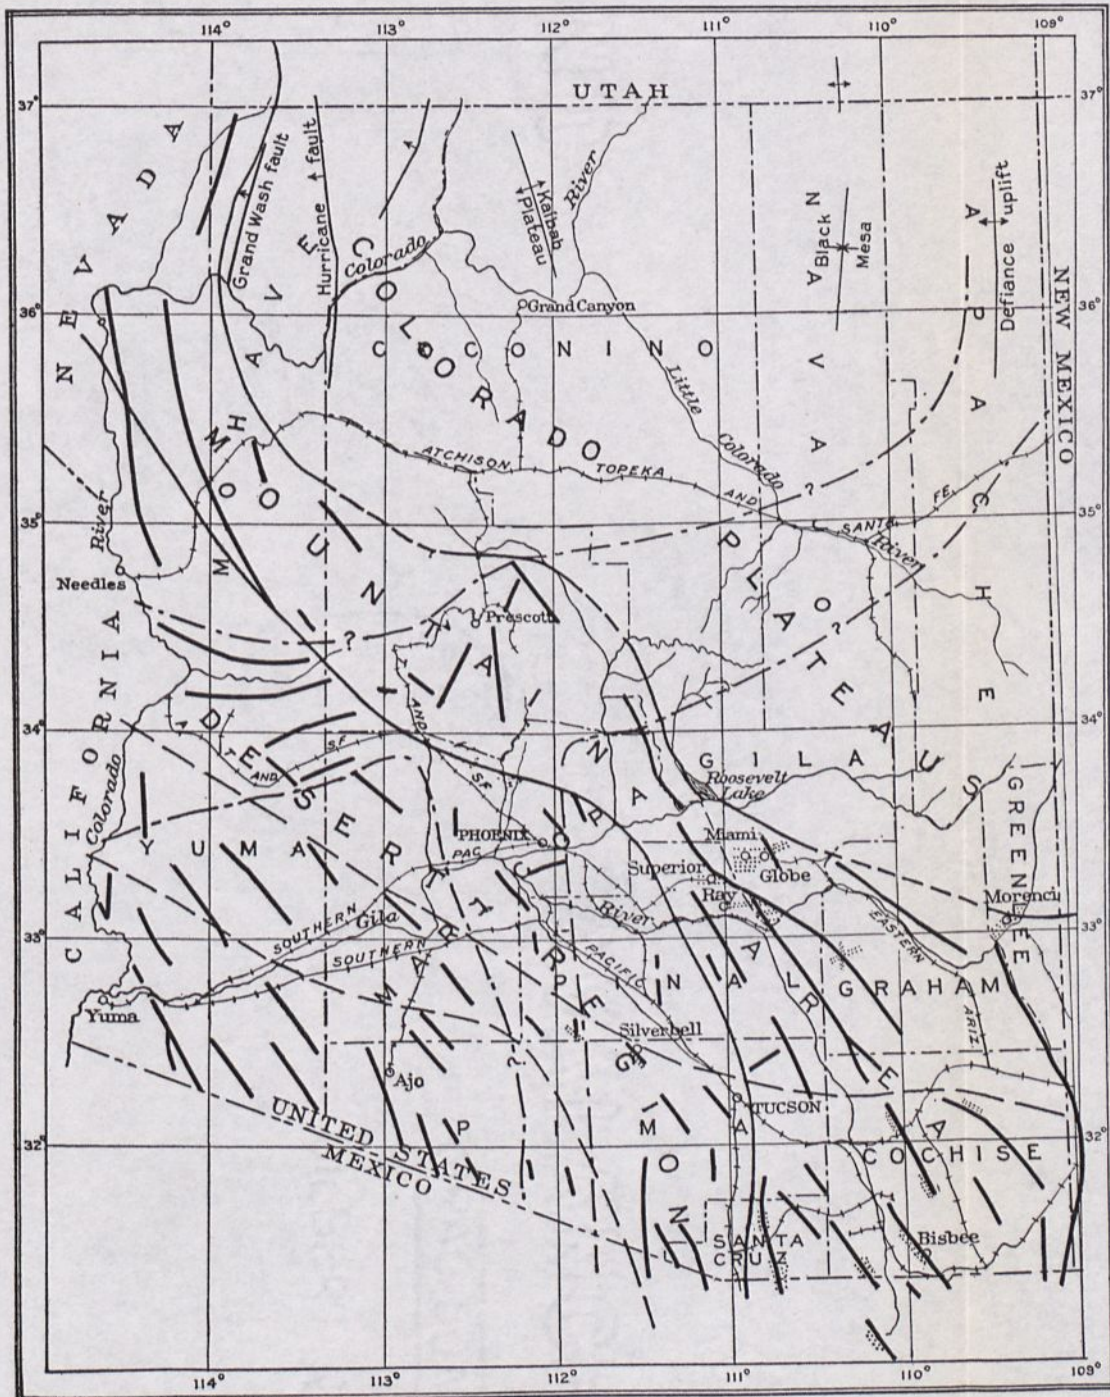 114° 113° 112° 111° 110° 109°
37° 37°
UTAH
NEVADA
Grand Wash fault
Hurricane fault
Kaibab
Plateau
River
Colorado
NAVAJO
Black
Mesa
APACHE
Defiance uplift
NEW MEXICO
36° 36°
Grand Canyon
COCONINO
COLORADO
PLATEAUS
MOHAVE
MOUNTAIN
REGION
Little
Colorado
River
ATCHISON TOPEKA AND SANTA FE
?
35° 35°
River
Needles
Prescott
?
?
CALIFORNIA
Colorado
34° 34°
DESERT
REGION
A. T. AND SF
AND SF
GILA
Roosevelt
Lake
GREENLEE
YUMA
MARICOPA
PHOENIX
PAC
Miami
Globe
Superior
Ray
Morenci
33° 33°
SOUTHERN
Gila
River
SOUTHERN
PACIFIC
EASTERN
ARIZ
PINAL
GRAHAM
Yuma
Silverbell
?
Ajo
TUCSON
PIMA
32° 32°
COCHISE
UNITED STATES
MEXICO
SANTA
CRUZ
Bisbee
114° 113° 112° 111° 110° 109°